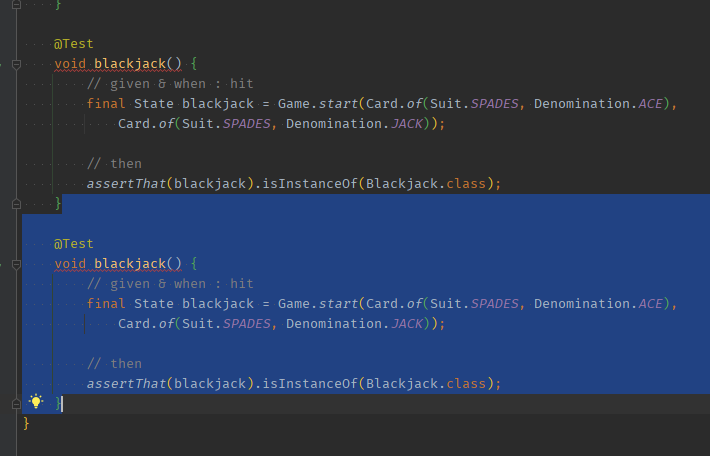 }
@Test
void blackjack() {
// given & when : hit
final State blackjack = Game.start(Card.of(Suit.SPADES, Denomination.ACE),
Card.of(Suit.SPADES, Denomination.JACK));
// then
assertThat(blackjack).isInstanceOf(Blackjack.class);
}
@Test
void blackjack() {
// given & when : hit
final State blackjack = Game.start(Card.of(Suit.SPADES, Denomination.ACE),
Card.of(Suit.SPADES, Denomination.JACK));
// then
assertThat(blackjack).isInstanceOf(Blackjack.class);
}
}